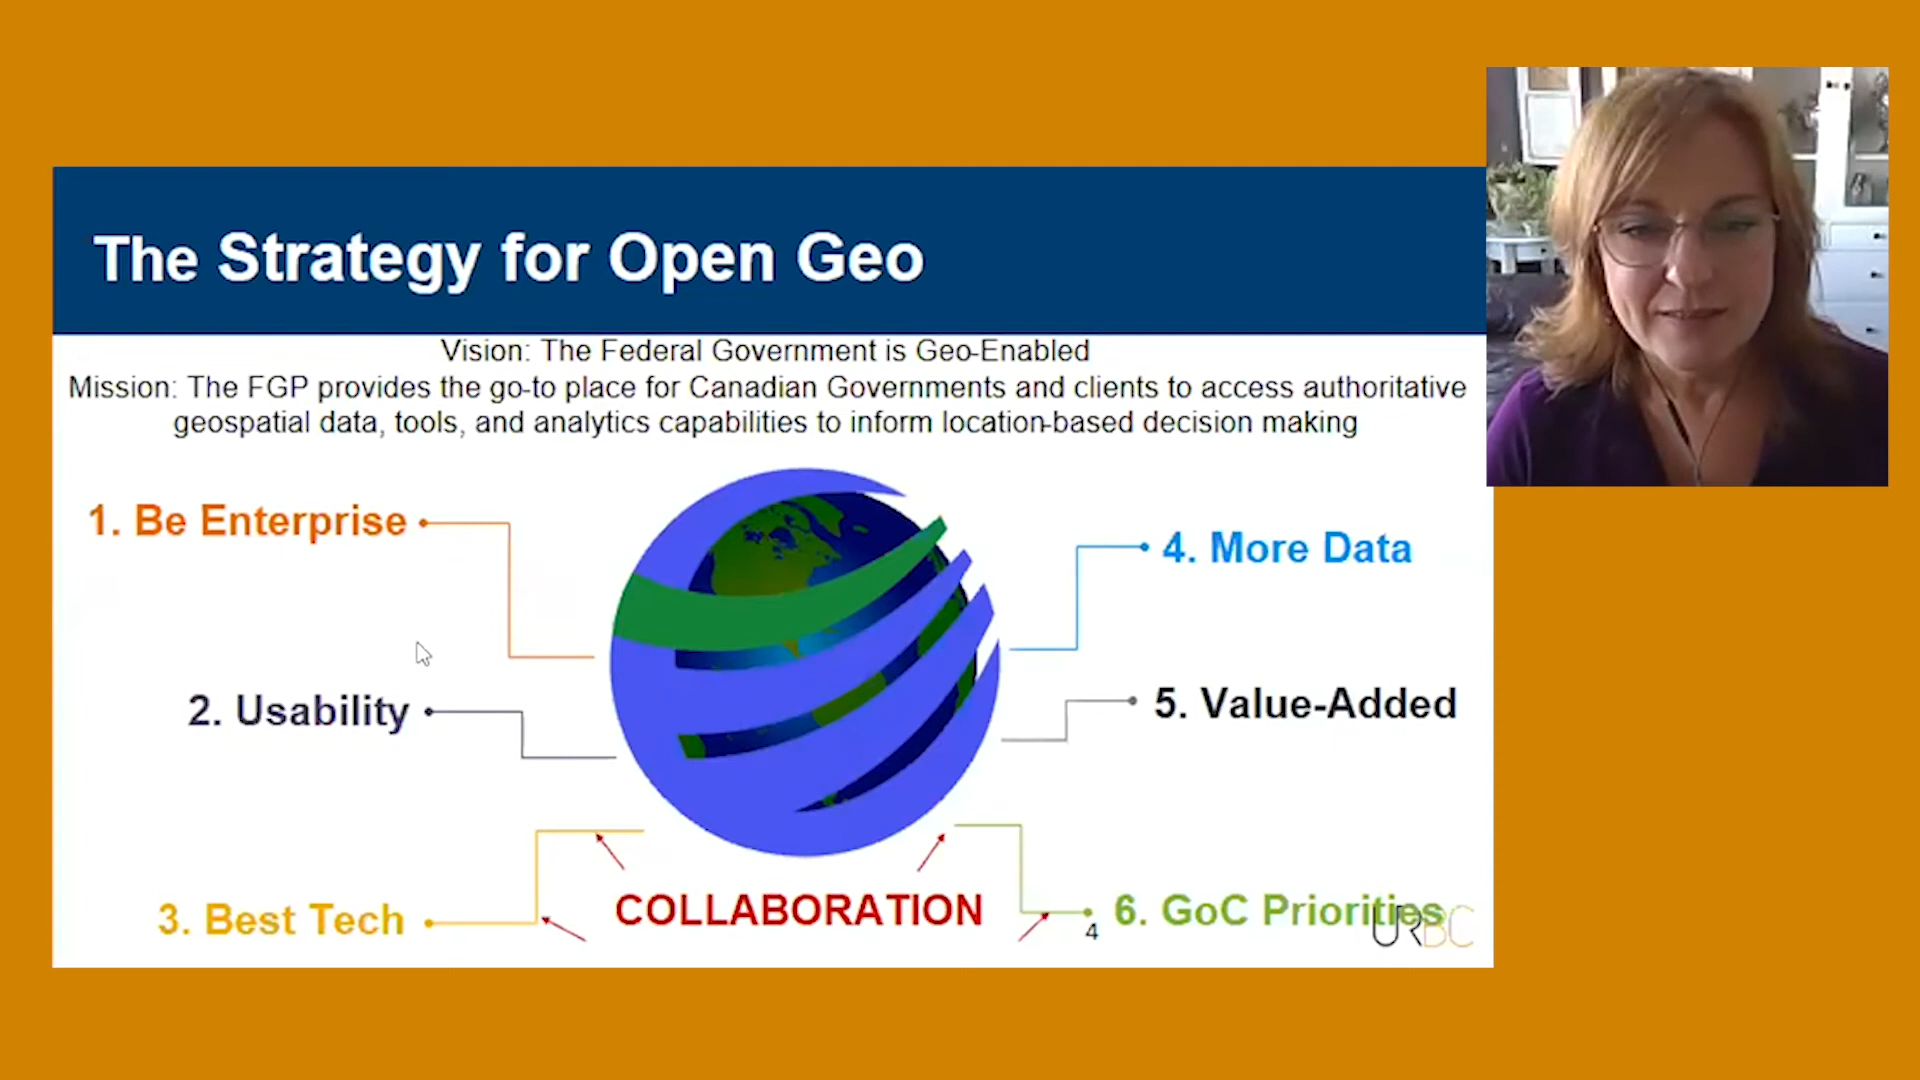 The Strategy for Open Geo
Vision: The Federal Government is Geo-Enabled
Mission: The FGP provides the go-to place for Canadian Governments and clients to access authoritative
geospatial data, tools, and analytics capabilities to inform location-based decision making
1. Be Enterprise
2. Usability
3. Best Tech
4. More Data
5. Value-Added
6. GoC Priorities
COLLABORATION
4
URBC